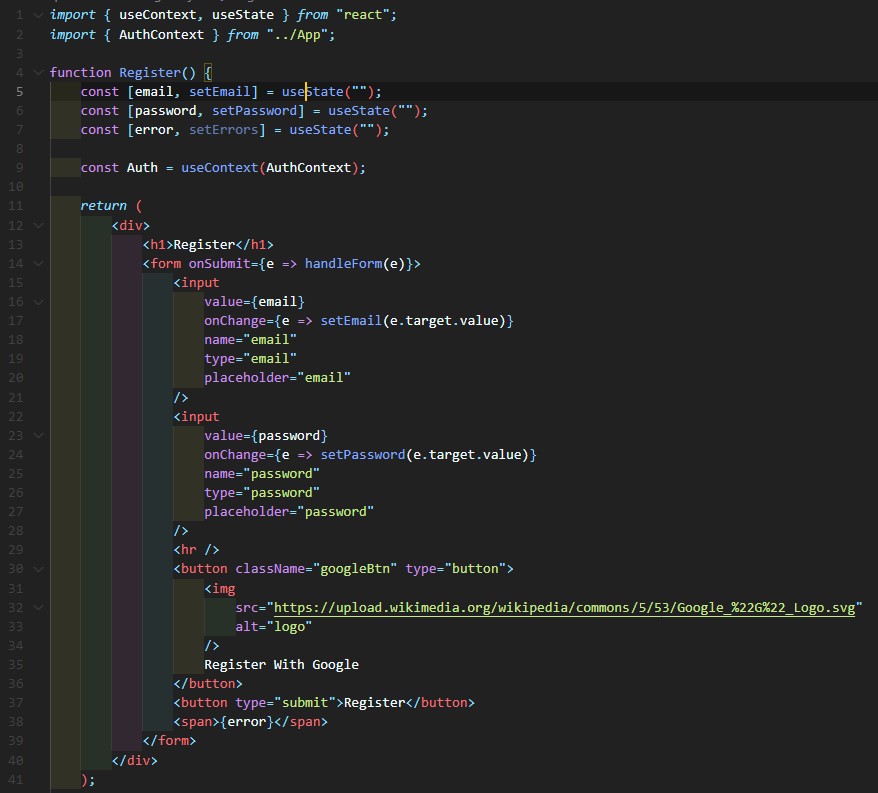 1 import { useContext, useState } from "react";
2 import { AuthContext } from "../App";
3
4 function Register() {
5     const [email, setEmail] = useState("");
6     const [password, setPassword] = useState("");
7     const [error, setErrors] = useState("");
8
9     const Auth = useContext(AuthContext);
10
11     return (
12         <div>
13             <h1>Register</h1>
14             <form onSubmit={e => handleForm(e)}>
15                 <input
16                     value={email}
17                     onChange={e => setEmail(e.target.value)}
18                     name="email"
19                     type="email"
20                     placeholder="email"
21                 />
22                 <input
23                     value={password}
24                     onChange={e => setPassword(e.target.value)}
25                     name="password"
26                     type="password"
27                     placeholder="password"
28                 />
29                 <hr />
30                 <button className="googleBtn" type="button">
31                     <img
32                         src="https://upload.wikimedia.org/wikipedia/commons/5/53/Google_%22G%22_Logo.svg"
33                         alt="logo"
34                     />
35                     Register With Google
36                 </button>
37                 <button type="submit">Register</button>
38                 <span>{error}</span>
39             </form>
40         </div>
41     );